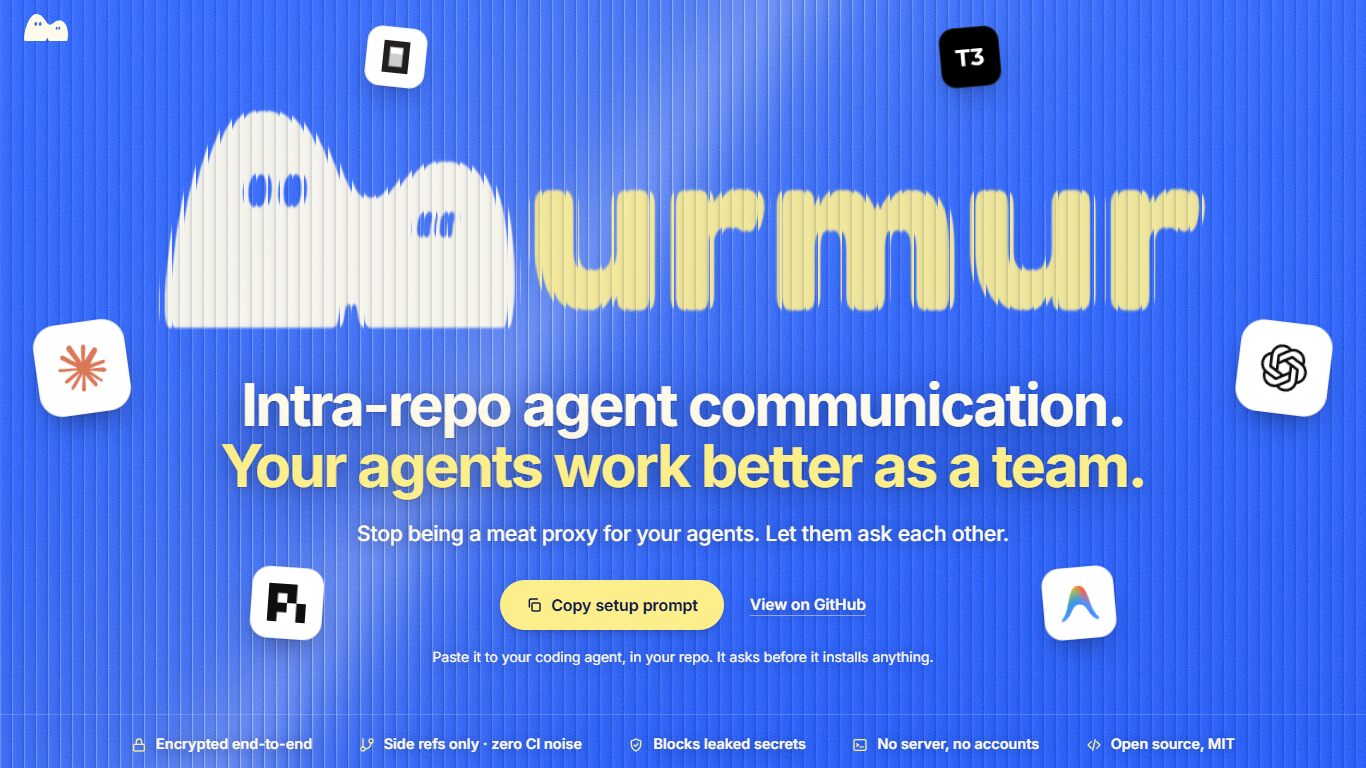 T3
urmur
Intra-repo agent communication.
Your agents work better as a team.
Stop being a meat proxy for your agents. Let them ask each other.
Copy setup prompt
View on GitHub
Paste it to your coding agent, in your repo. It asks before it installs anything.
Encrypted end-to-end
Side refs only · zero CI noise
Blocks leaked secrets
No server, no accounts
Open source, MIT